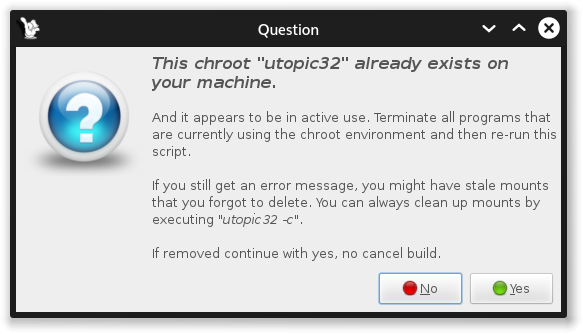 Question
This chroot "utopic32" already exists on
your machine.
And it appears to be in active use. Terminate all programs that
are currently using the chroot environment and then re-run this
script.
If you still get an error message, you might have stale mounts
that you forgot to delete. You can always clean up mounts by
executing "utopic32 -c".
If removed continue with yes, no cancel build.
No
Yes